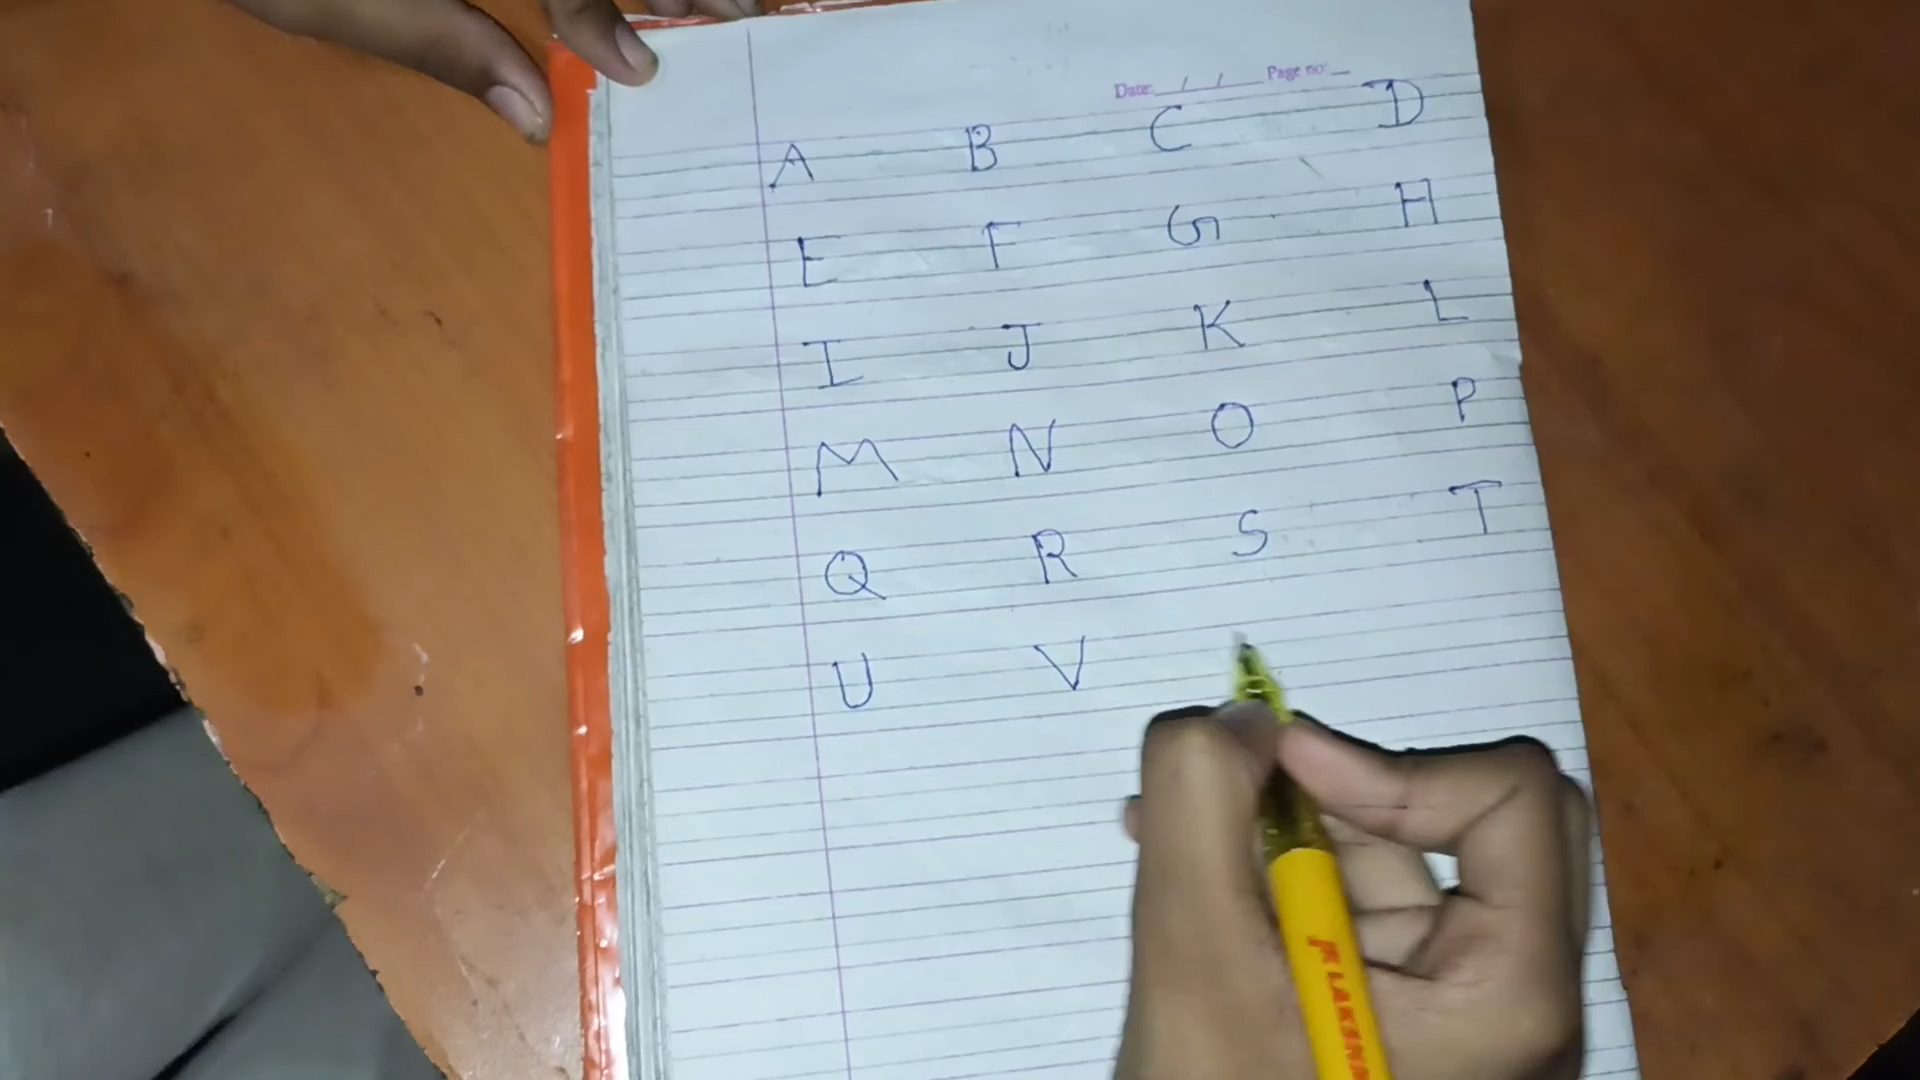 Date: / / Page no:
A B C D
E F G H
I J K L
M N O P
Q R S T
U V